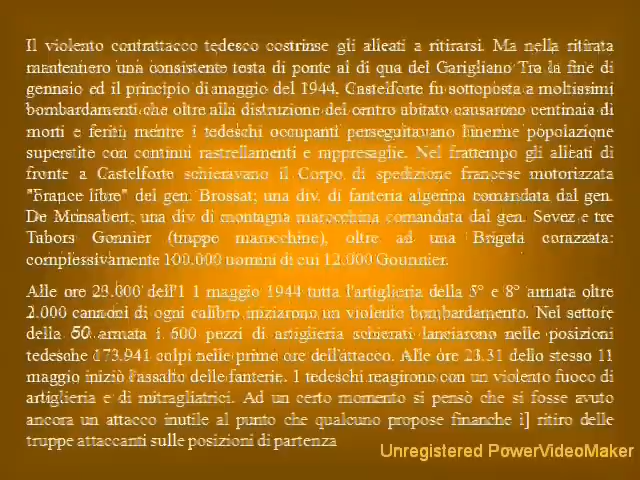 Il violento contrattacco tedesco costrinse gli alleati a ritirarsi. Ma nella ritirata
mantennero una consistente testa di ponte al di qua del Garigliano Tra la fine di
gennaio ed il principio di maggio del 1944, Castelforte fu sottoposta a moltissimi
bombardamenti che oltre alla distruzione del centro abitato causarono centinaia di
morti e feriti, mentre i tedeschi occupanti perseguitavano l'inerme popolazione
superstite con continui rastrellamenti e rappresaglie. Nel frattempo gli alleati di
fronte a Castelforte schieravano il Corpo di spedizione francese motorizzata
"France libre" del gen. Brossat; una div. di fanteria algerina comandata dal gen.
De Mrinsabert; una div di montagna marocchina comandata dal gen. Sevez e tre
Tabors Gonnier (truppe marocchine), oltre ad una Brigata corazzata:
complessivamente 100.000 uomini di cui 12.000 Gounnier.
Alle ore 23.000 dell'1 1 maggio 1944 tutta l'artiglieria della 5° e 8° armata oltre
2.000 cannoni di ogni calibro iniziarono un violento bombardamento. Nel settore
della 50 armata i 600 pezzi di artiglieria schierati lanciarono nelle posizioni
tedesche 173.941 colpi nelle prime ore dell'attacco. Alle ore 23.31 dello stesso 11
maggio iniziò l'assalto delle fanterie. I tedeschi reagirono con un violento fuoco di
artiglieria e di mitragliatrici. Ad un certo momento si pensò che si fosse avuto
ancora un attacco inutile al punto che qualcuno propose finanche i] ritiro delle
truppe attaccanti sulle posizioni di partenza
Unregistered PowerVideoMaker